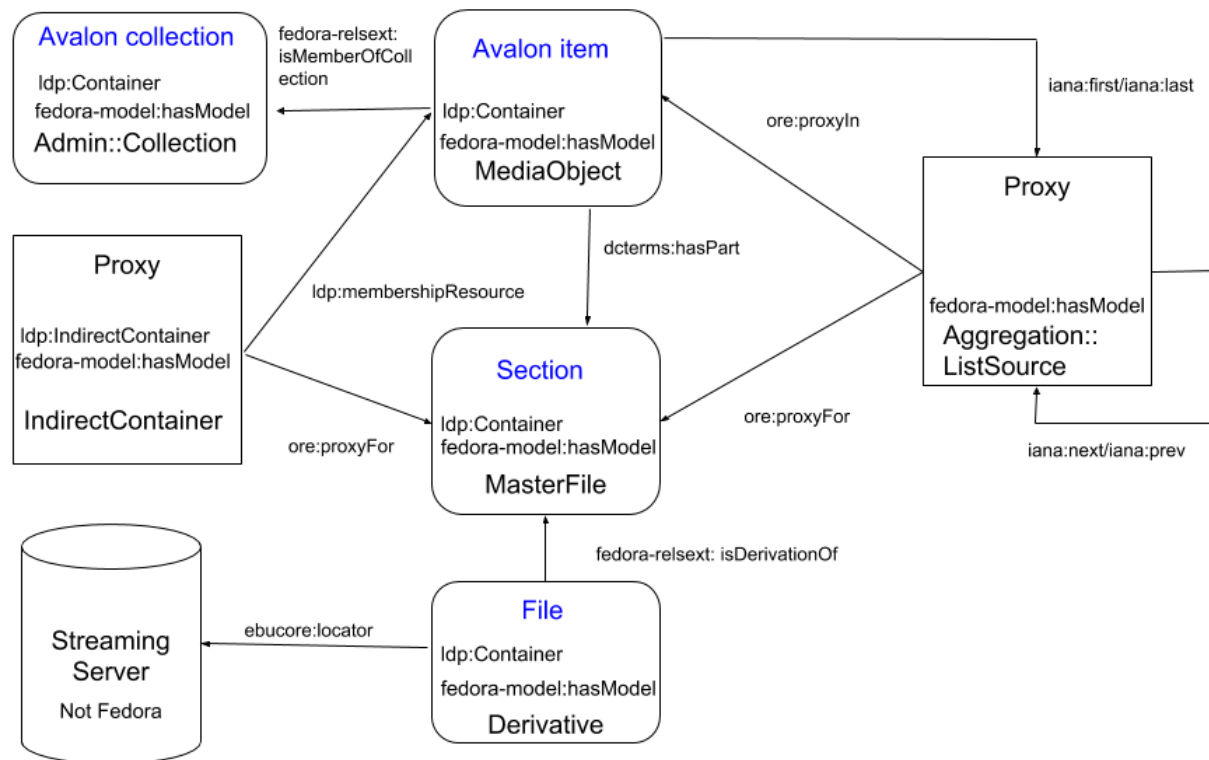 Avalon collection
ldp:Container
fedora-model:hasModel
Admin::Collection
fedora-relsext:
isMemberOfColl
ection
Avalon item
ldp:Container
fedora-model:hasModel
MediaObject
iana:first/iana:last
ore:proxyIn
Proxy
fedora-model:hasModel
Aggregation::
ListSource
dcterms:hasPart
Proxy
ldp:IndirectContainer
fedora-model:hasModel
IndirectContainer
ldp:membershipResource
ore:proxyFor
Section
ldp:Container
fedora-model:hasModel
MasterFile
ore:proxyFor
iana:next/iana:prev
fedora-relsext: isDerivationOf
Streaming
Server
Not Fedora
ebucore:locator
File
ldp:Container
fedora-model:hasModel
Derivative